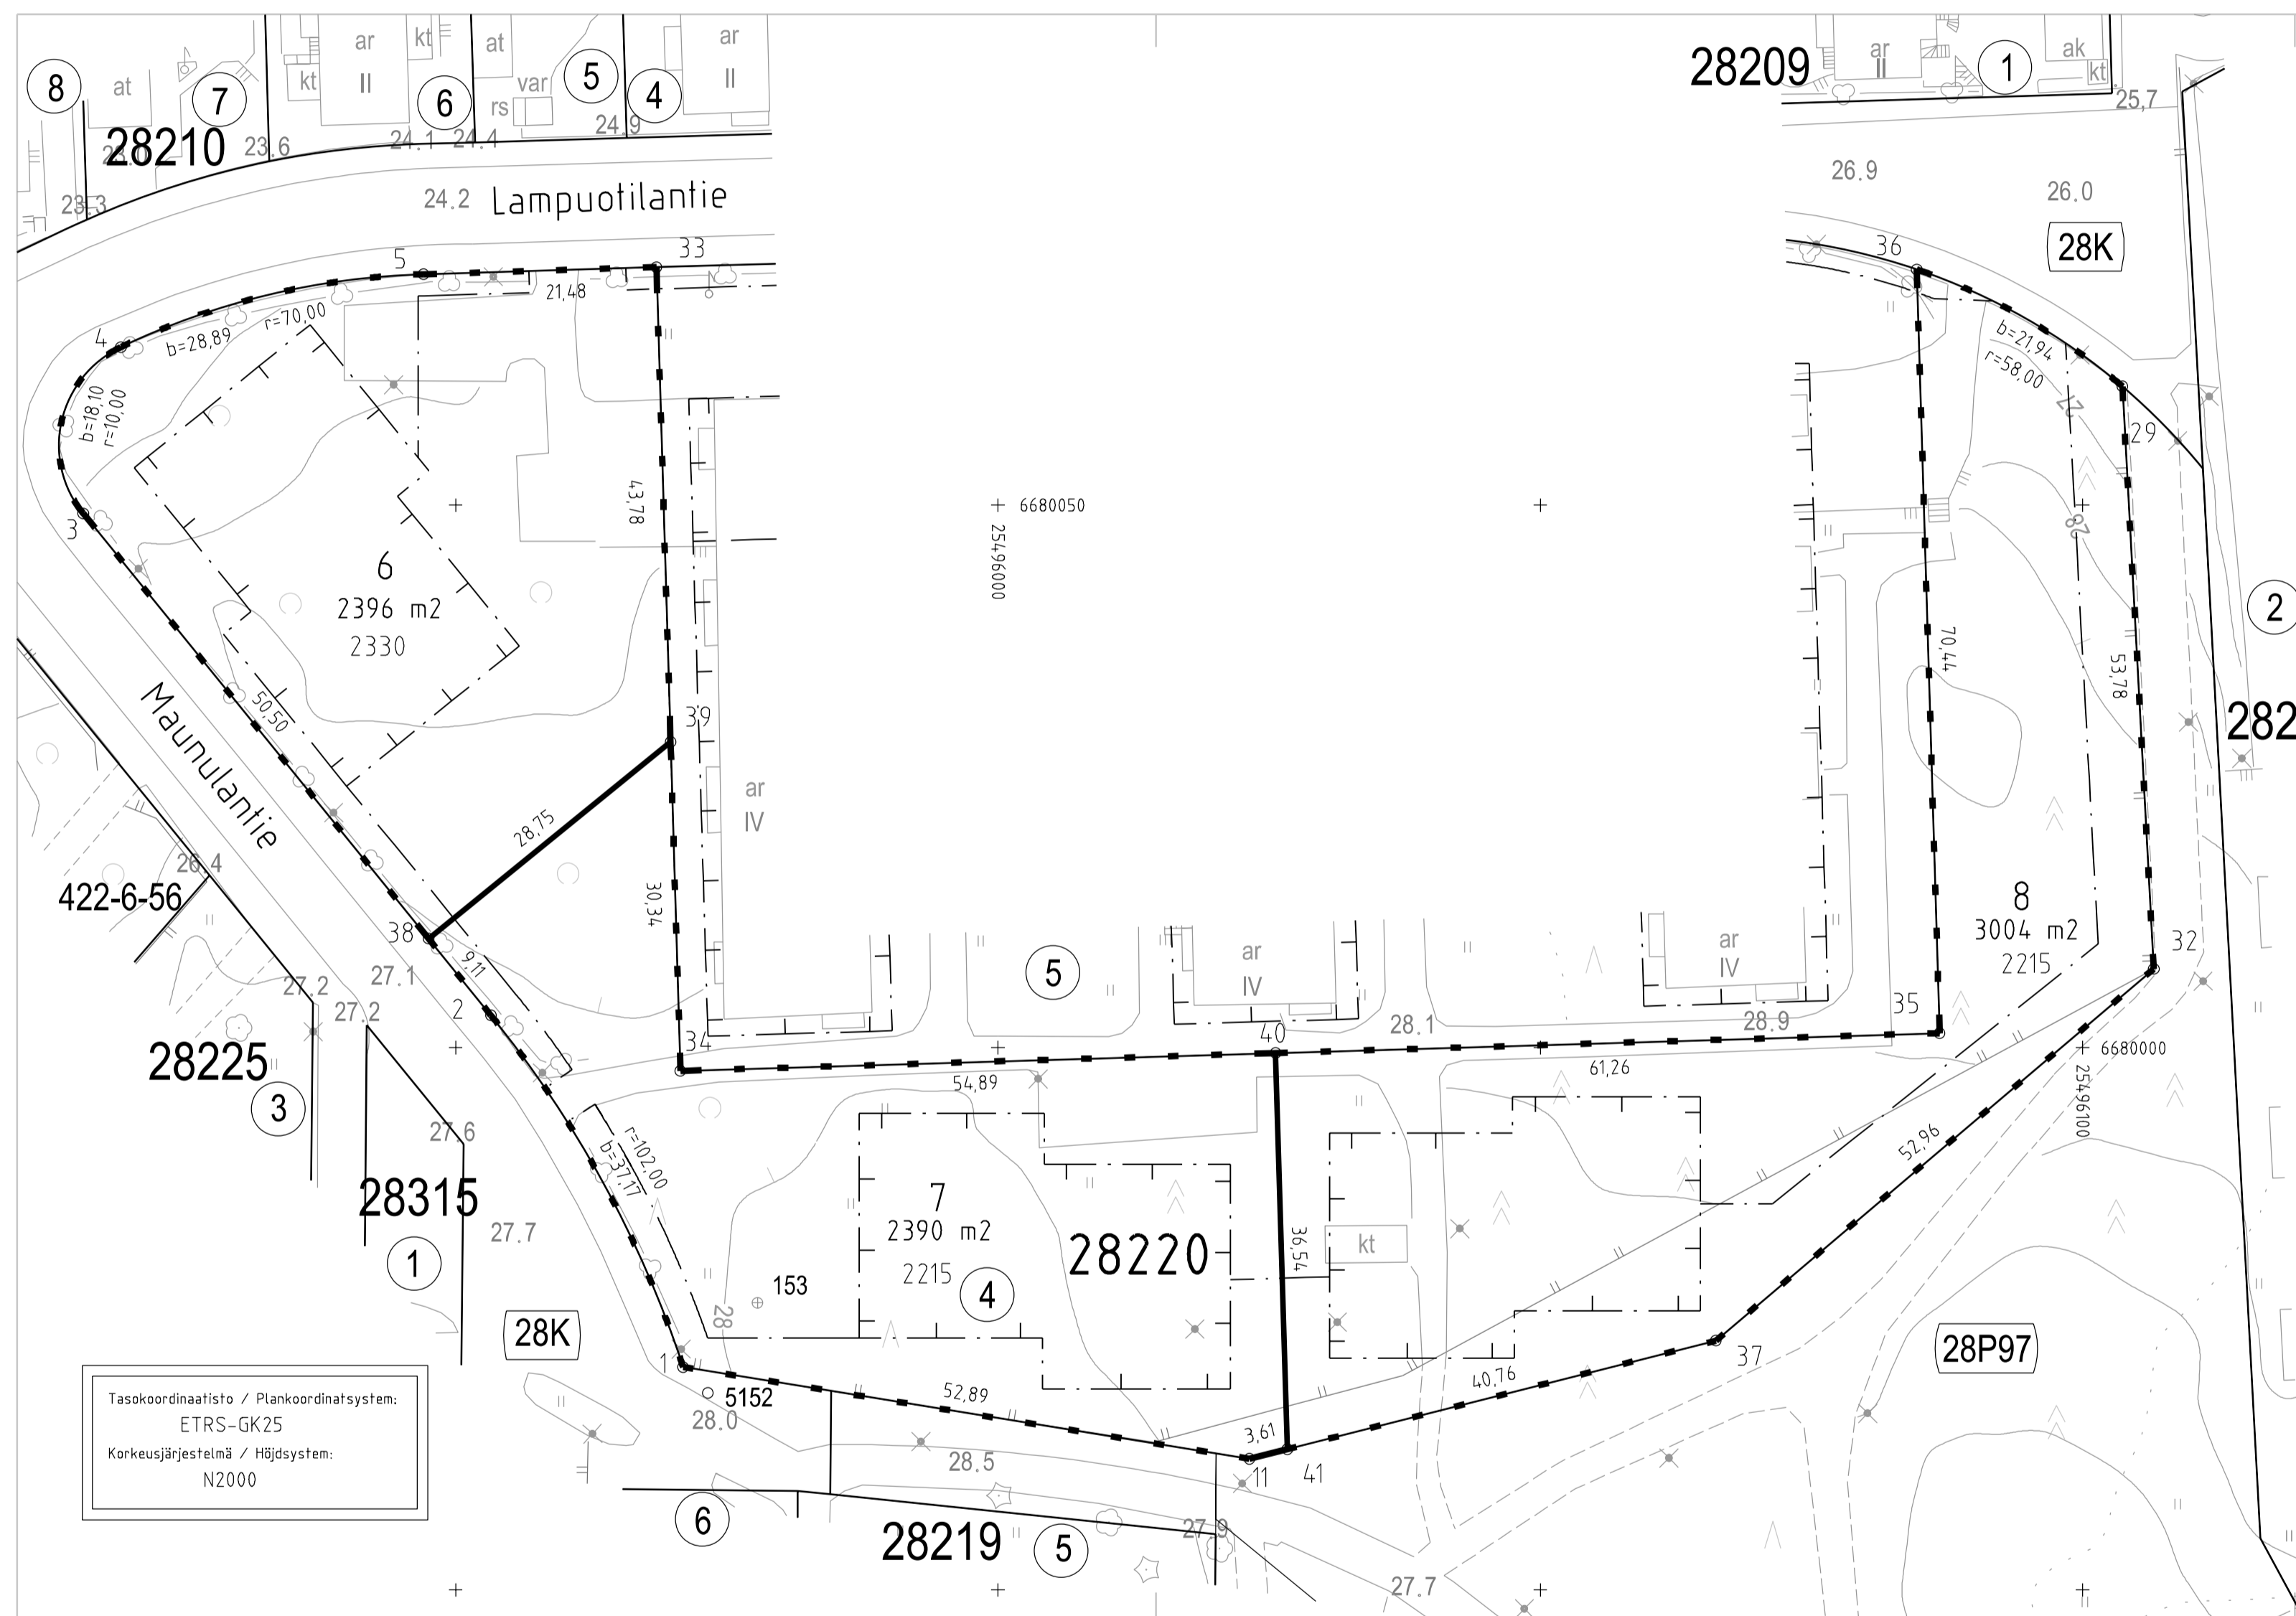 8
at
7
28210
23.6
23.3
ar
II
kt
kt
6
24.1
at
24.4
rs
var
5
24.9
4
ar
II
24.2
Lampuotilantie
28209
ar
II
1
ak
kt
25,7
26.9
26.0
28K
36
b=21,94
r=58,00
27
29
28
5
33
21,48
4
b=28,89
r=70,00
b=18,10
r=10,00
3
43,78
6
2396 m2
2330
6680050
25496000
50,50
Maunulantie
39
28,75
30,34
ar
IV
70,44
53,78
2
282
26.4
422-6-56
38
9,11
27.1
27.2
27.2
2
28225
3
27.6
28315
1
27.7
34
54,89
5
ar
IV
40
28.1
61,26
ar
IV
28.9
35
8
3004 m2
2215
32
6680000
25496100
52,96
r=102,00
b=37,17
7
2390 m2
2215
4
28220
36,54
kt
153
28
28K
1
5152
28.0
52,89
3,61
11
41
40,76
37
28P97
28.5
6
28219
5
27.9
27.7
Tasokoordinaatisto / Plankoordinatsystem:
ETRS-GK25
Korkeusjärjestelmä / Höjdsystem:
N2000